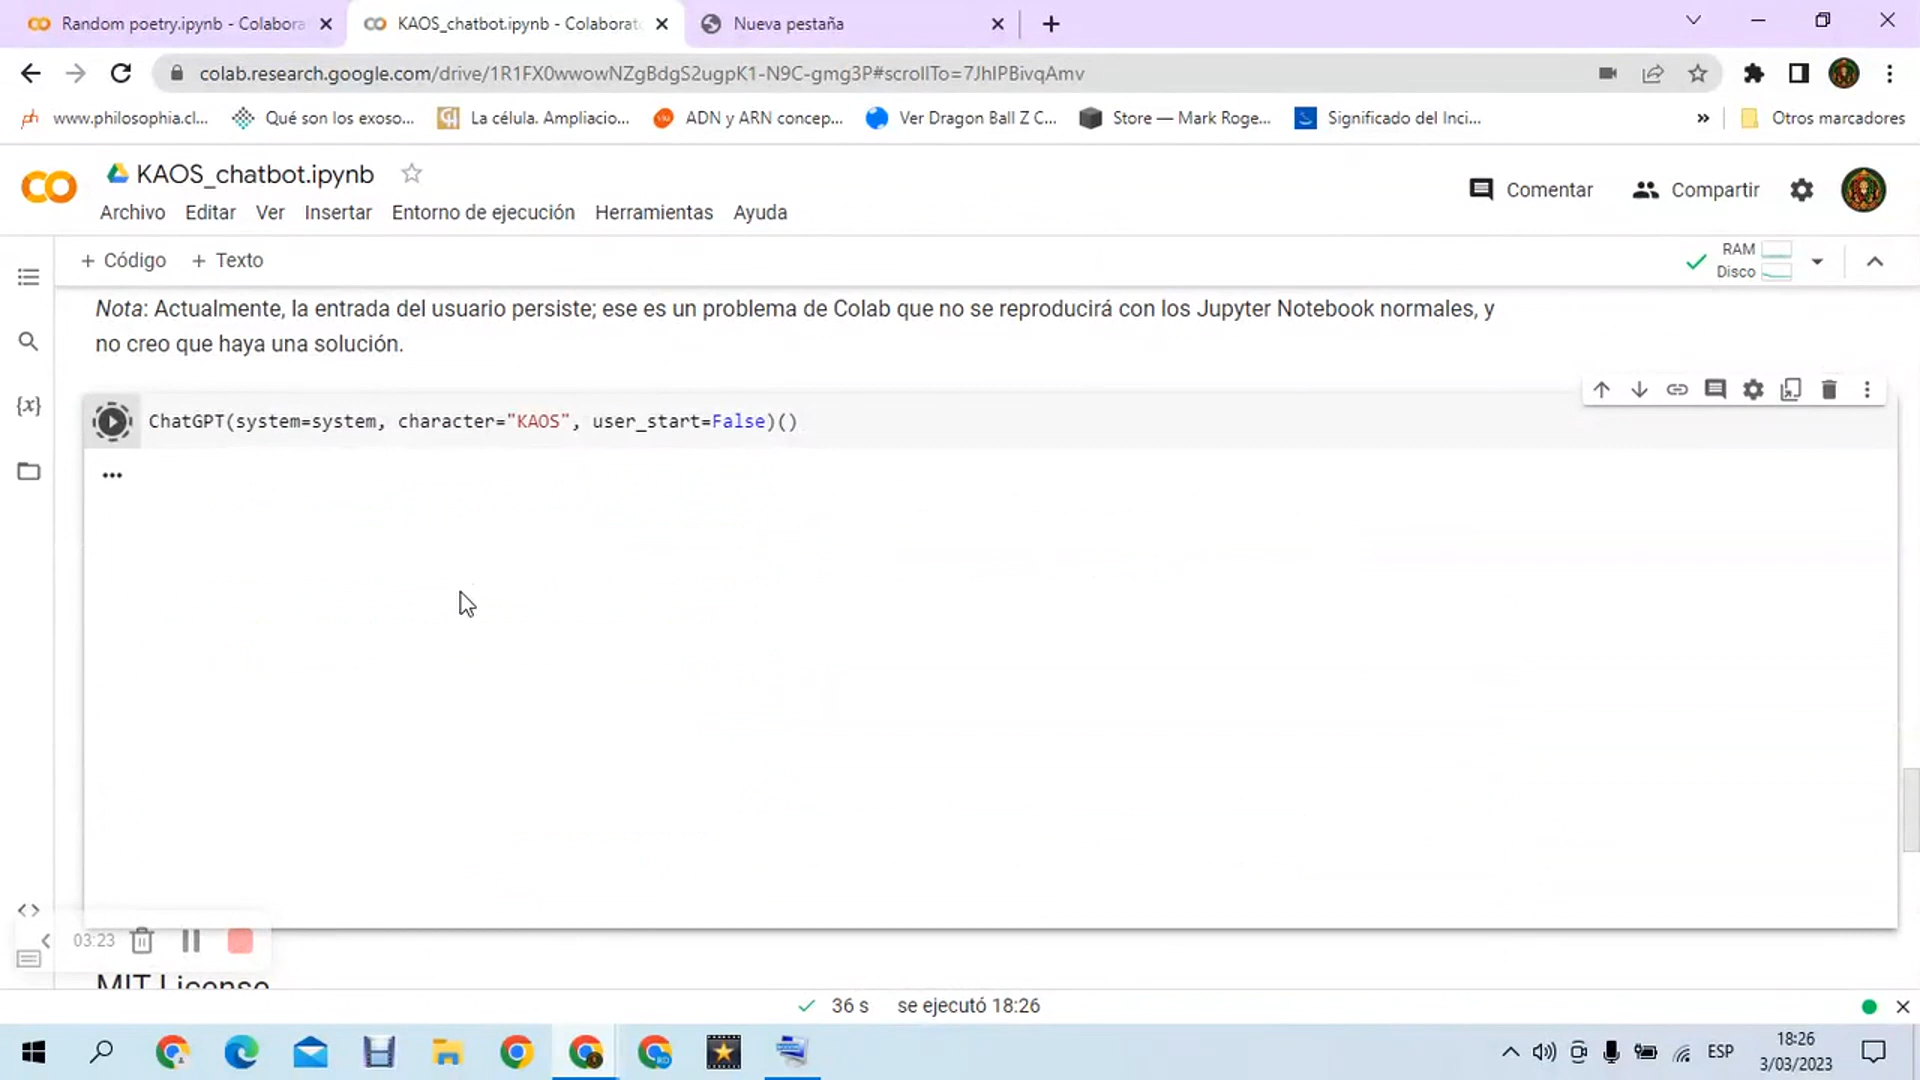 Random poetry.ipynb - Colabora
KAOS_chatbot.ipynb - Colaborat
Nueva pestaña
colab.research.google.com/drive/1R1FX0wwowNZgBdgS2ugpK1-N9C-gmg3P#scrollTo=7JhIPBivqAmv
www.philosophia.cl...
Qué son los exoso...
La célula. Ampliacio...
ADN y ARN concep...
Ver Dragon Ball Z C...
Store — Mark Roge...
Significado del Inci...
»
Otros marcadores
KAOS_chatbot.ipynb
Comentar
Compartir
Archivo Editar Ver Insertar Entorno de ejecución Herramientas Ayuda
+ Código + Texto
RAM
Disco
Nota: Actualmente, la entrada del usuario persiste; ese es un problema de Colab que no se reproducirá con los Jupyter Notebook normales, y
no creo que haya una solución.
ChatGPT(system=system, character="KAOS", user_start=False)()
...
03:23
MIT License
36 s se ejecutó 18:26
ESP
18:26
3/03/2023